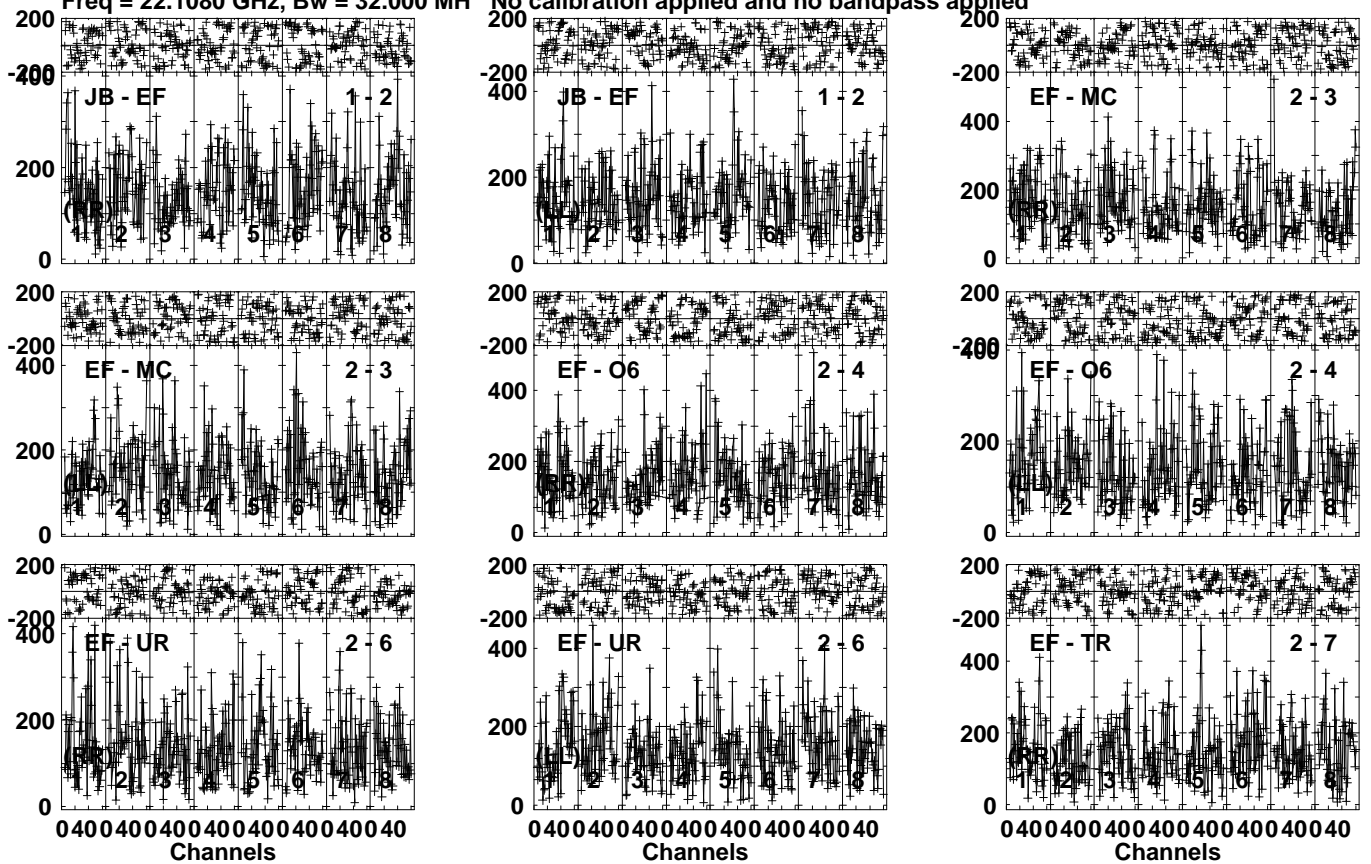 Freq = 22.1080 GHz, Bw = 32.000 MH No calibration applied and no bandpass applied
200 200 200
-200 -200 -200
400
JB - EF 1 - 2 400 JB - EF 1 - 2 EF - MC 2 - 3
400
200 200 200
(RR) (LL) (RR)
1 2 3 4 5 6 7 8 1 2 3 4 5 6 7 8 1 2 3 4 5 6 7 8
0 0 0
200 200 200
-200 -200 -200
400
400 EF - MC 2 - 3 EF - O6 2 - 4 EF - O6 2 - 4
400
200 200 200
(LL) (RR) (LL)
1 2 3 4 5 6 7 8 1 2 3 4 5 6 7 8 1 2 3 4 5 6 7 8
0 0 0
200 200 200
-200 -200 -200
400 EF - UR 2 - 6 EF - UR 2 - 6 EF - TR 2 - 7
400 400
200 200 200
(RR) (LL) (RR)
1 2 3 4 5 6 7 8 1 2 3 4 5 6 7 8 1 2 3 4 5 6 7 8
0 0 0
0 40 0 40 0 40 0 40 0 40 0 40 0 40 0 40 0 40 0 40 0 40 0 40 0 40 0 40 0 40 0 40 0 40 0 40 0 40 0 40 0 40 0 40 0 40 0 40
Channels Channels Channels